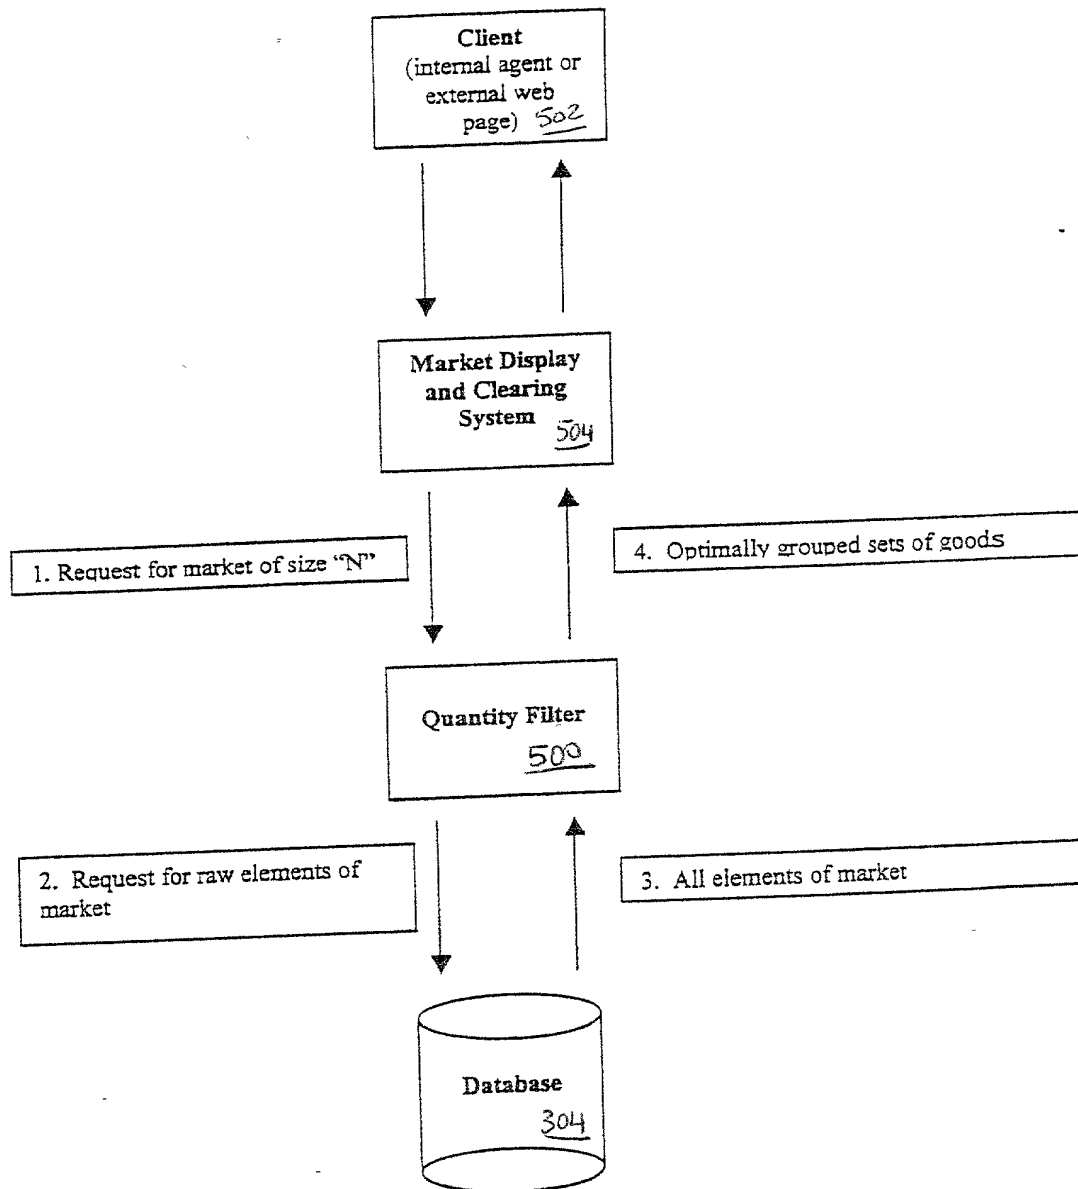 Client
(internal agent or
external web
page) 502
Market Display
and Clearing
System
504
1. Request for market of size “N”
4. Optimally grouped sets of goods
Quantity Filter
500
2. Request for raw elements of
market
3. All elements of market
Database
304